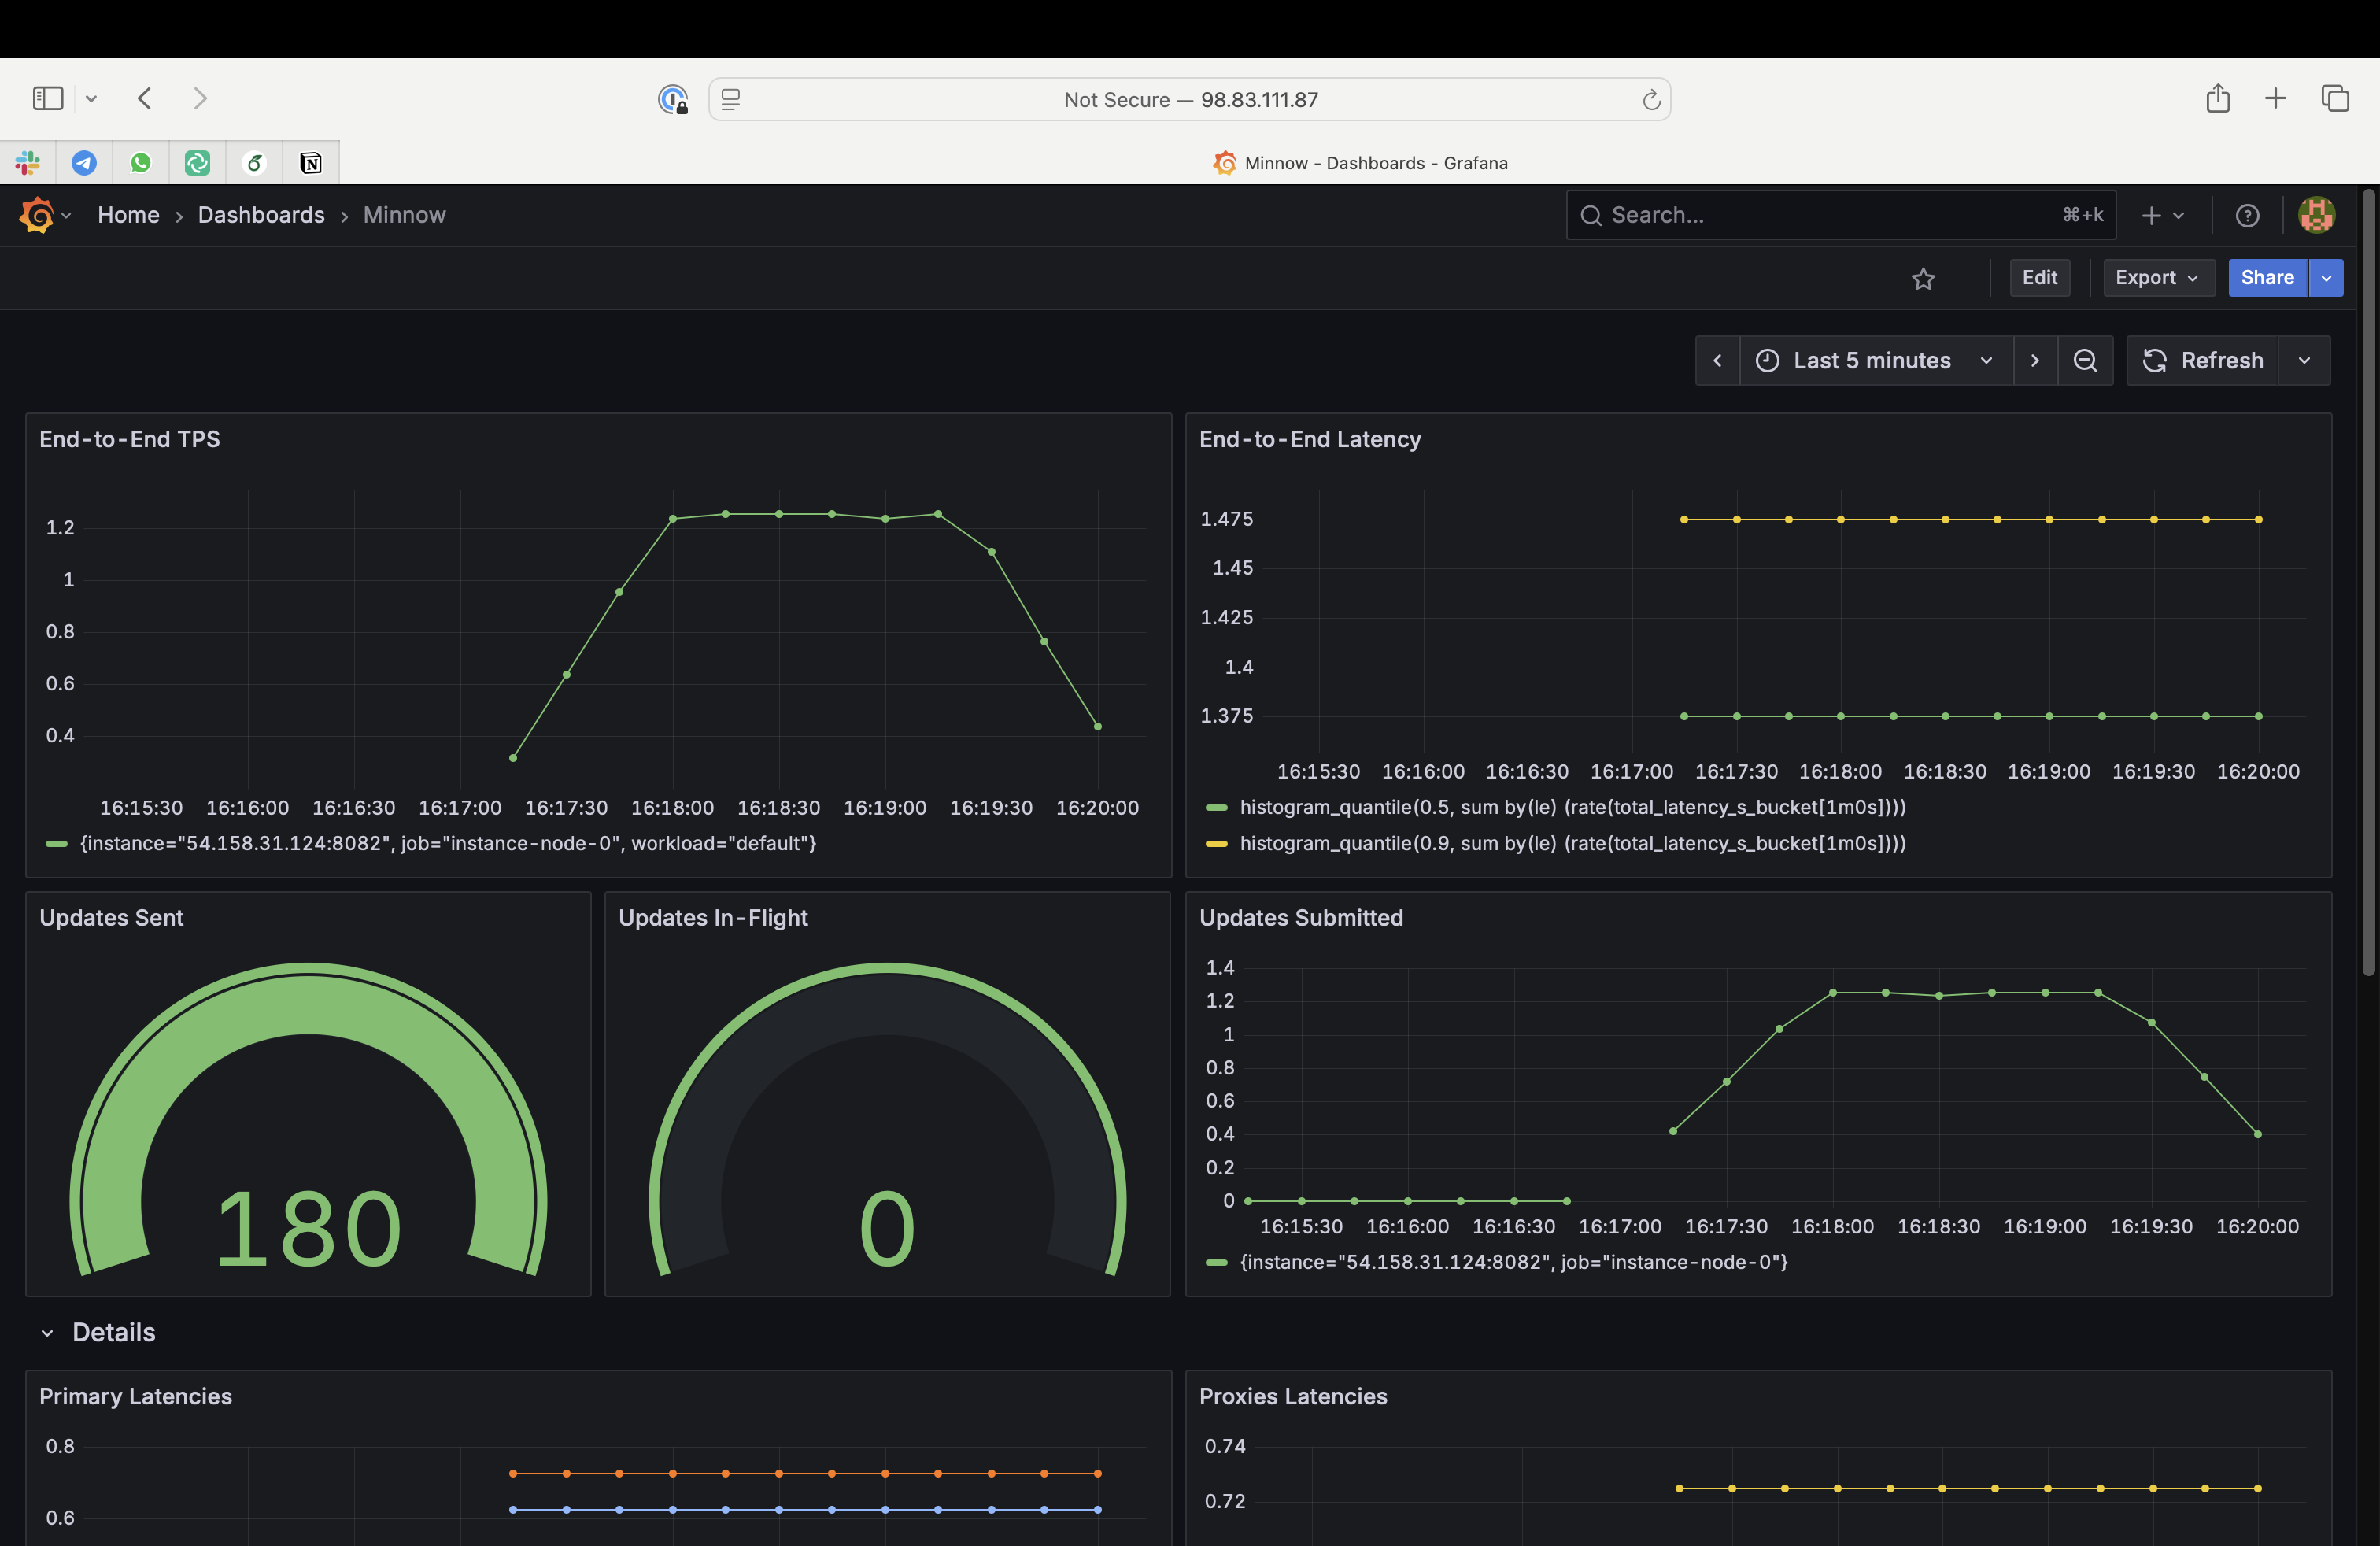 Not Secure — 98.83.111.87
Minnow - Dashboards - Grafana
Home › Dashboards › Minnow
Search... ⌘+k
Edit Export Share
Last 5 minutes Refresh
End-to-End TPS
1.2
1
0.8
0.6
0.4
16:15:30 16:16:00 16:16:30 16:17:00 16:17:30 16:18:00 16:18:30 16:19:00 16:19:30 16:20:00
{instance="54.158.31.124:8082", job="instance-node-0", workload="default"}
End-to-End Latency
1.475
1.45
1.425
1.4
1.375
16:15:30 16:16:00 16:16:30 16:17:00 16:17:30 16:18:00 16:18:30 16:19:00 16:19:30 16:20:00
histogram_quantile(0.5, sum by(le) (rate(total_latency_s_bucket[1m0s])))
histogram_quantile(0.9, sum by(le) (rate(total_latency_s_bucket[1m0s])))
Updates Sent
180
Updates In-Flight
0
Updates Submitted
1.4
1.2
1
0.8
0.6
0.4
0.2
0
16:15:30 16:16:00 16:16:30 16:17:00 16:17:30 16:18:00 16:18:30 16:19:00 16:19:30 16:20:00
{instance="54.158.31.124:8082", job="instance-node-0"}
Details
Primary Latencies
0.8
0.6
Proxies Latencies
0.74
0.72